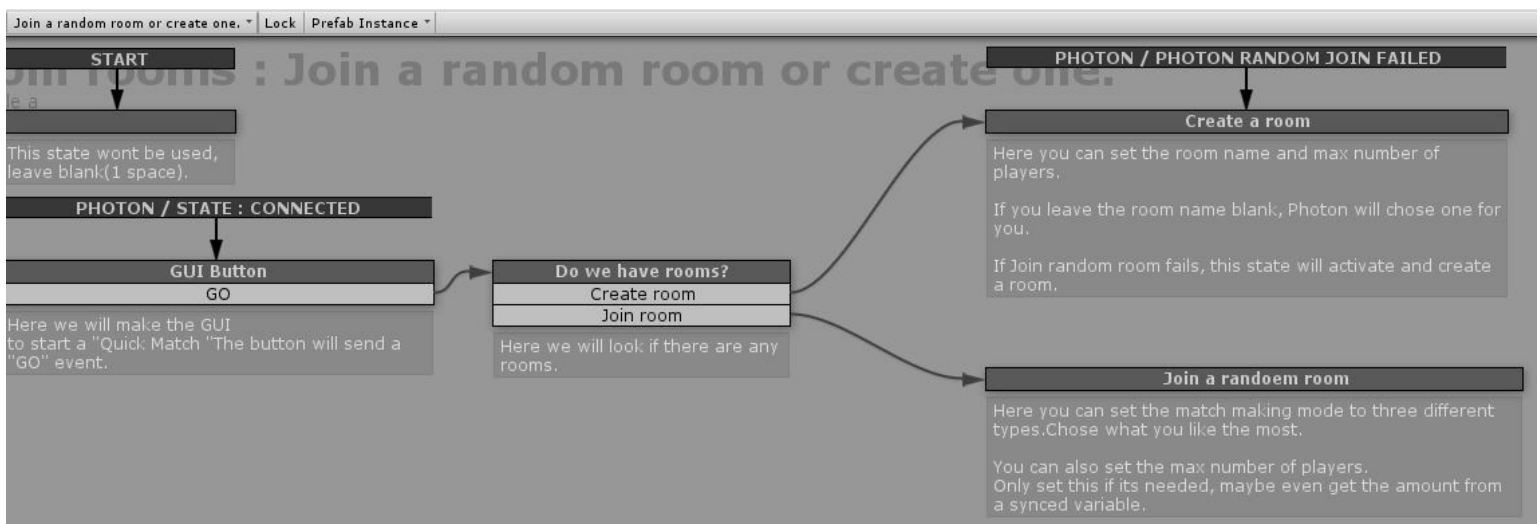 Join a random room or create one.
Lock
Prefab Instance
om rooms : Join a random room or create one.
le a
START
This state wont be used,
leave blank(1 space).
PHOTON / STATE : CONNECTED
GUI Button
GO
Here we will make the GUI
to start a "Quick Match "The button will send a
"GO" event.
Do we have rooms?
Create room
Join room
Here we will look if there are any
rooms.
PHOTON / PHOTON RANDOM JOIN FAILED
Create a room
Here you can set the room name and max number of
players.
If you leave the room name blank, Photon will chose one for
you.
If Join random room fails, this state will activate and create
a room.
Join a randoem room
Here you can set the match making mode to three different
types.Chose what you like the most.
You can also set the max number of players.
Only set this if its needed, maybe even get the amount from
a synced variable.